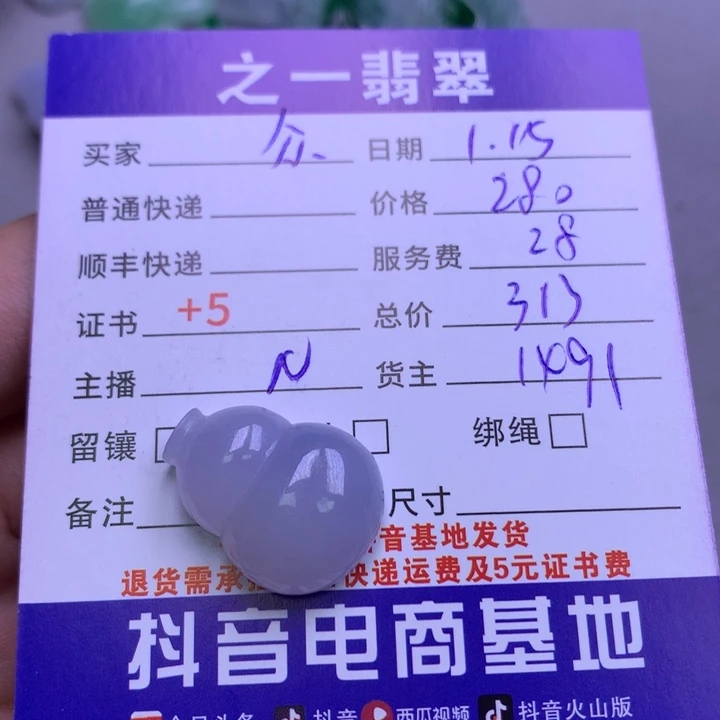 之一翡翠
买家 日期 1.15
普通快递 价格 280
顺丰快递 服务费 28
证书 +5 总价 313
主播 N 货主 1491
留镶 绑绳
备注 尺寸
音基地发货
退货需承 快递运费及5元证书费
抖音电商基地
今日头条 抖音 西瓜视频 抖音火山版